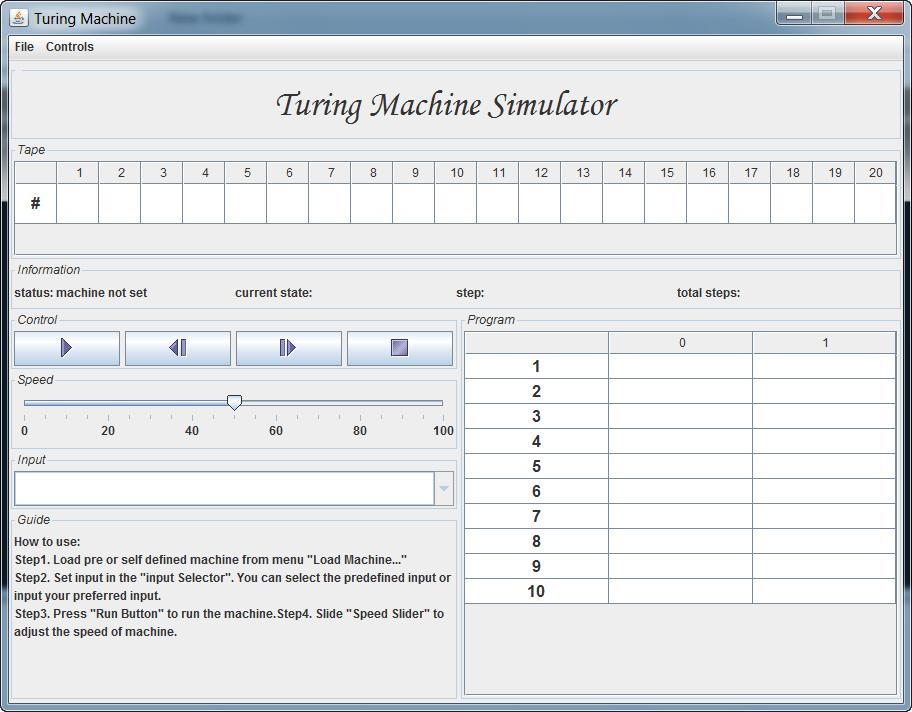 Turing Machine New folder
File Controls
Turing Machine Simulator
Tape
1 2 3 4 5 6 7 8 9 10 11 12 13 14 15 16 17 18 19 20
#
Information
status: machine not set current state: step: total steps:
Control
Speed
0 20 40 60 80 100
Input
Guide
How to use:
Step1. Load pre or self defined machine from menu "Load Machine..."
Step2. Set input in the "input Selector". You can select the predefined input or
input your preferred input.
Step3. Press "Run Button" to run the machine.Step4. Slide "Speed Slider" to
adjust the speed of machine.
Program
0 1
1
2
3
4
5
6
7
8
9
10